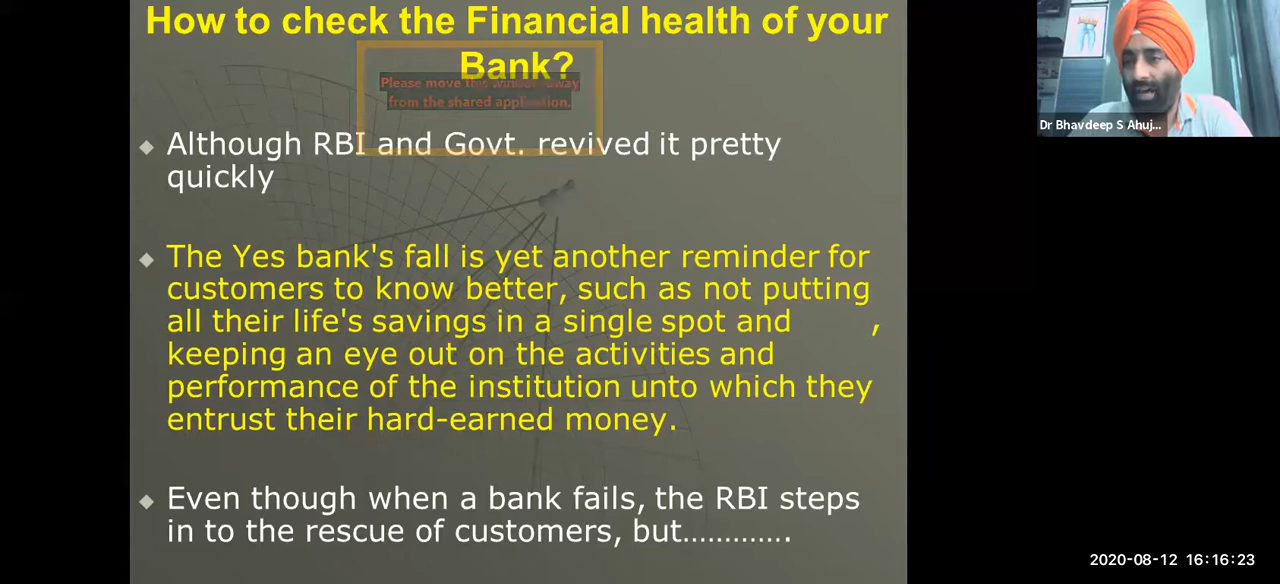 How to check the Financial health of your
Bank?
Please move this window away
from the shared application.
Although RBI and Govt. revived it pretty
quickly
The Yes bank's fall is yet another reminder for
customers to know better, such as not putting
all their life's savings in a single spot and ,
keeping an eye out on the activities and
performance of the institution unto which they
entrust their hard-earned money.
Even though when a bank fails, the RBI steps
in to the rescue of customers, but.............
Dr Bhavdeep S Ahuj...
2020-08-12 16:16:23